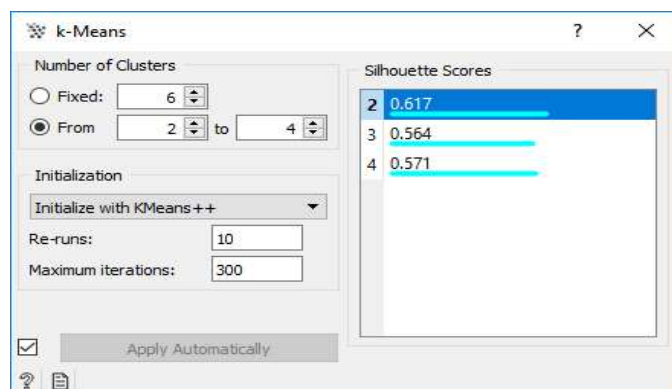 k-Means
?
Number of Clusters
Fixed: 6
From 2 to 4
Initialization
Initialize with KMeans++
Re-runs: 10
Maximum iterations: 300
Apply Automatically
?
Silhouette Scores
2 0.617
3 0.564
4 0.571